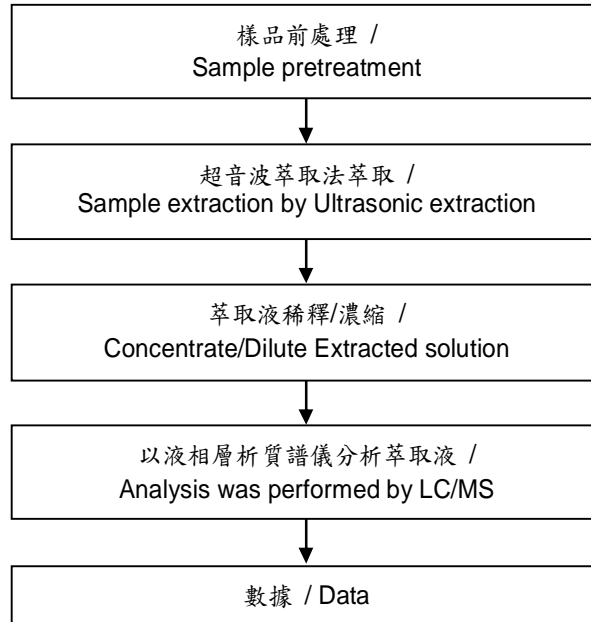 樣品前處理 /
Sample pretreatment
超音波萃取法萃取 /
Sample extraction by Ultrasonic extraction
萃取液稀釋/濃縮 /
Concentrate/Dilute Extracted solution
以液相層析質譜儀分析萃取液 /
Analysis was performed by LC/MS
數據 / Data